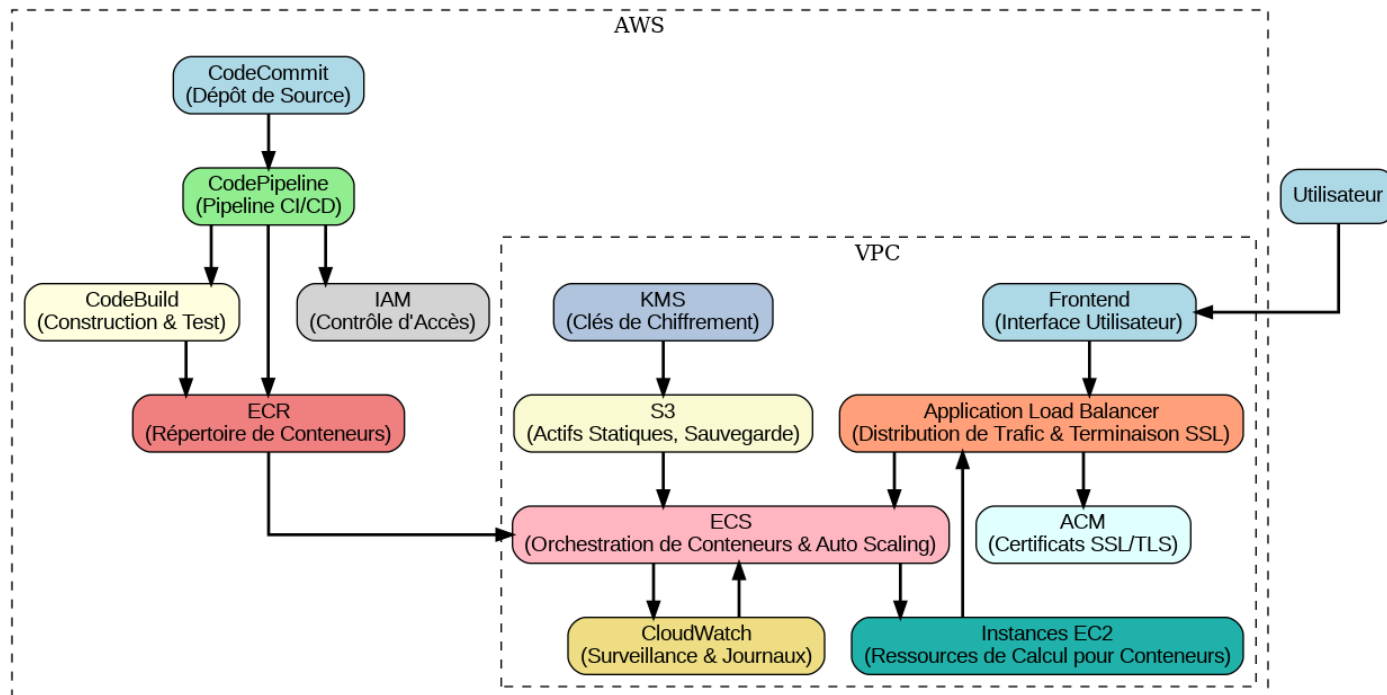 AWS
CodeCommit
(Dépôt de Source)
CodePipeline
(Pipeline CI/CD)
Utilisateur
VPC
CodeBuild
(Construction & Test)
IAM
(Contrôle d'Accès)
KMS
(Clés de Chiffrement)
Frontend
(Interface Utilisateur)
ECR
(Répertoire de Conteneurs)
S3
(Actifs Statiques, Sauvegarde)
Application Load Balancer
(Distribution de Trafic & Terminaison SSL)
ECS
(Orchestration de Conteneurs & Auto Scaling)
ACM
(Certificats SSL/TLS)
CloudWatch
(Surveillance & Journaux)
Instances EC2
(Ressources de Calcul pour Conteneurs)